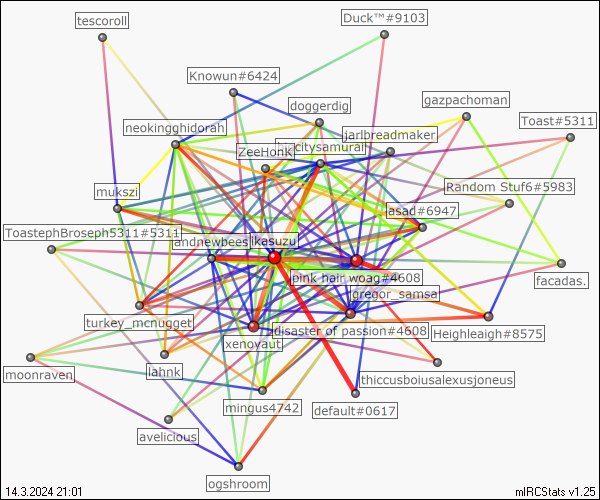 tescoroll
Duck™#9103
Knowun#6424
doggerdig
gazpachoman
Toast#5311
neokingghidorah
jarlbreadmaker
ZeeHonk
citysamurai
mukszi
Random Stuf6#5983
asad#6947
ToastephBroseph5311#5311
andnewbees
ikesuzu
pink hair woag#4608
facadas.
gregor_samsa
turkey_mcnugget
disaster of passion#4608
Heighleaigh#8575
xenoyaut
moonraven
lahnk
thiccusboiusalexusjoneus
mingus4742
default#0617
avelicious
ogshroom
14.3.2024 21:01
mIRCStats v1.25